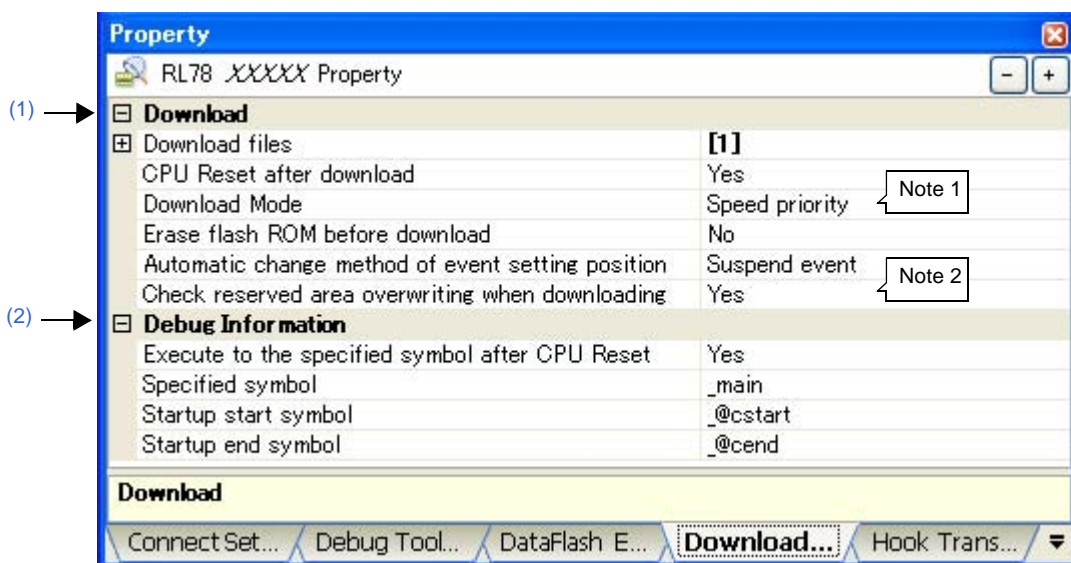 Property
RL78 XXXXX Property - +
(1) Download
Download files [1]
CPU Reset after download Yes
Download Mode Speed priority Note 1
Erase flash ROM before download No
Automatic change method of event setting position Suspend event
Check reserved area overwriting when downloading Yes Note 2
(2) Debug Information
Execute to the specified symbol after CPU Reset Yes
Specified symbol _main
Startup start symbol _@cstart
Startup end symbol _@cend
Download
Connect Set... Debug Tool... DataFlash E... Download... Hook Trans...